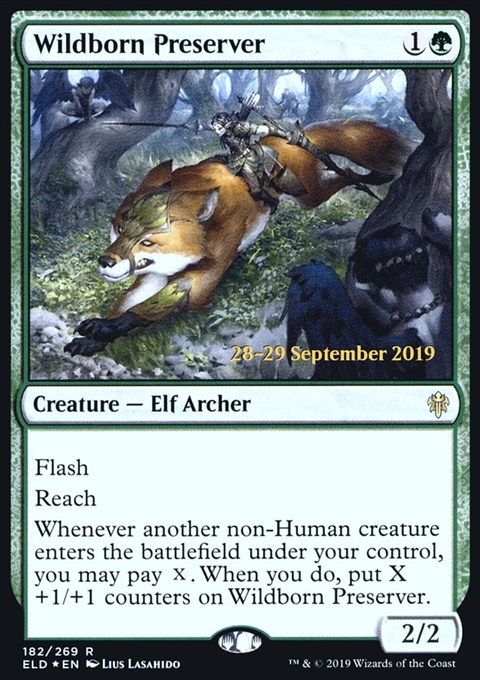 Wildborn Preserver 1
28–29 September 2019
Creature — Elf Archer
Flash
Reach
Whenever another non-Human creature
enters the battlefield under your control,
you may pay X. When you do, put X
+1/+1 counters on Wildborn Preserver.
2/2
182/269 R
ELD ★ EN Lius Lasahido
™ & © 2019 Wizards of the Coast